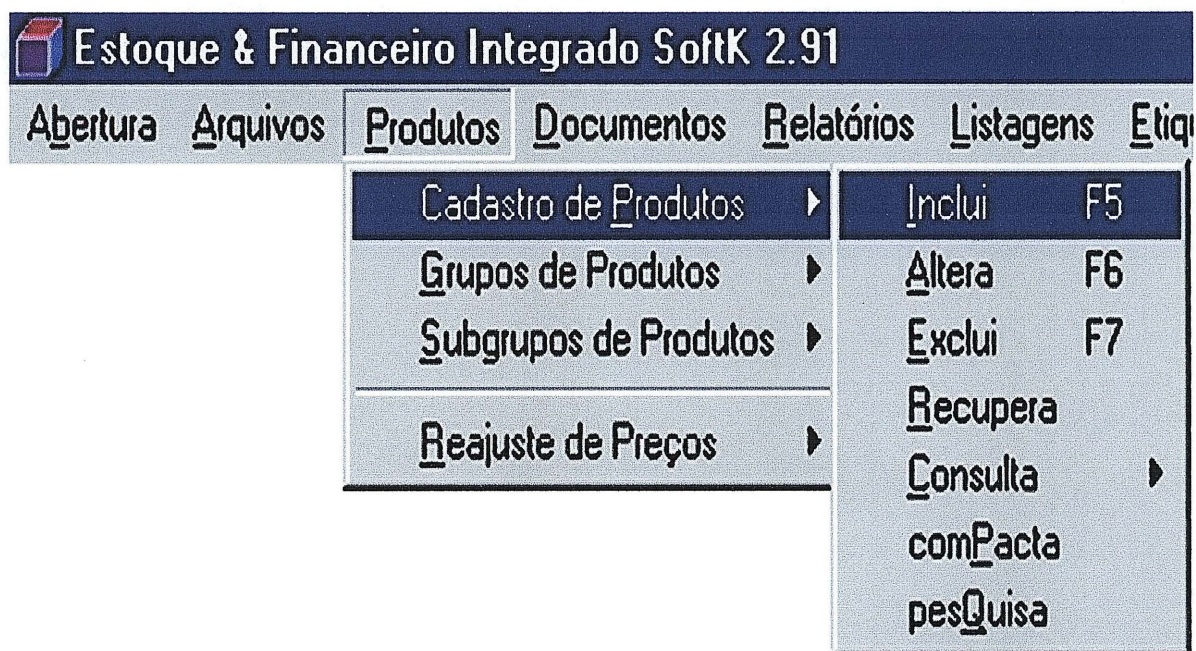 Estoque & Financeiro Integrado SoftK 2.91
Abertura Arquivos Produtos Documentos Relatórios Listagens Etiq
Cadastro de Produtos
Grupos de Produtos
Subgrupos de Produtos
Reajuste de Preços
Inclui F5
Altera F6
Exclui F7
Recupera
Consulta
comPacta
pesQuisa